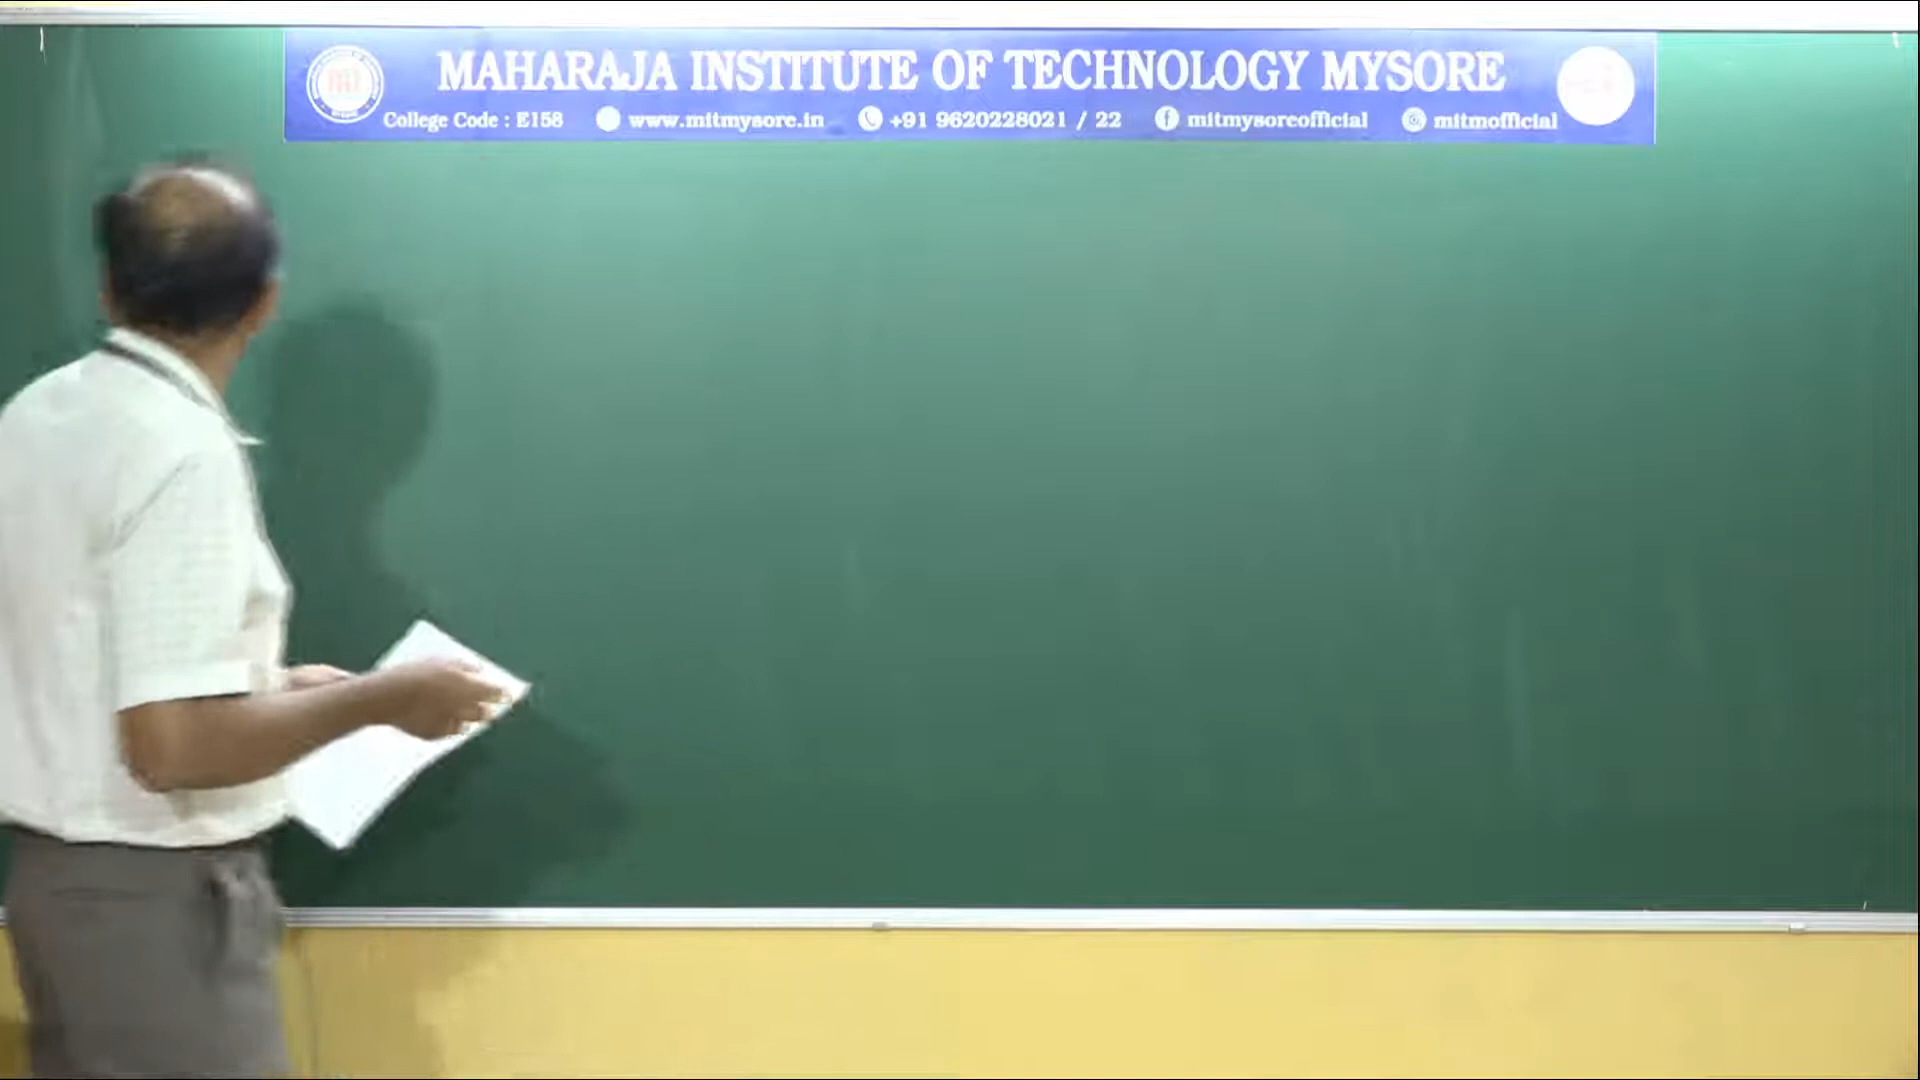 MAHARAJA INSTITUTE OF TECHNOLOGY MYSORE
College Code : E158 www.mitmysore.in +91 9620228021 / 22 mitmysoreofficial mitmofficial